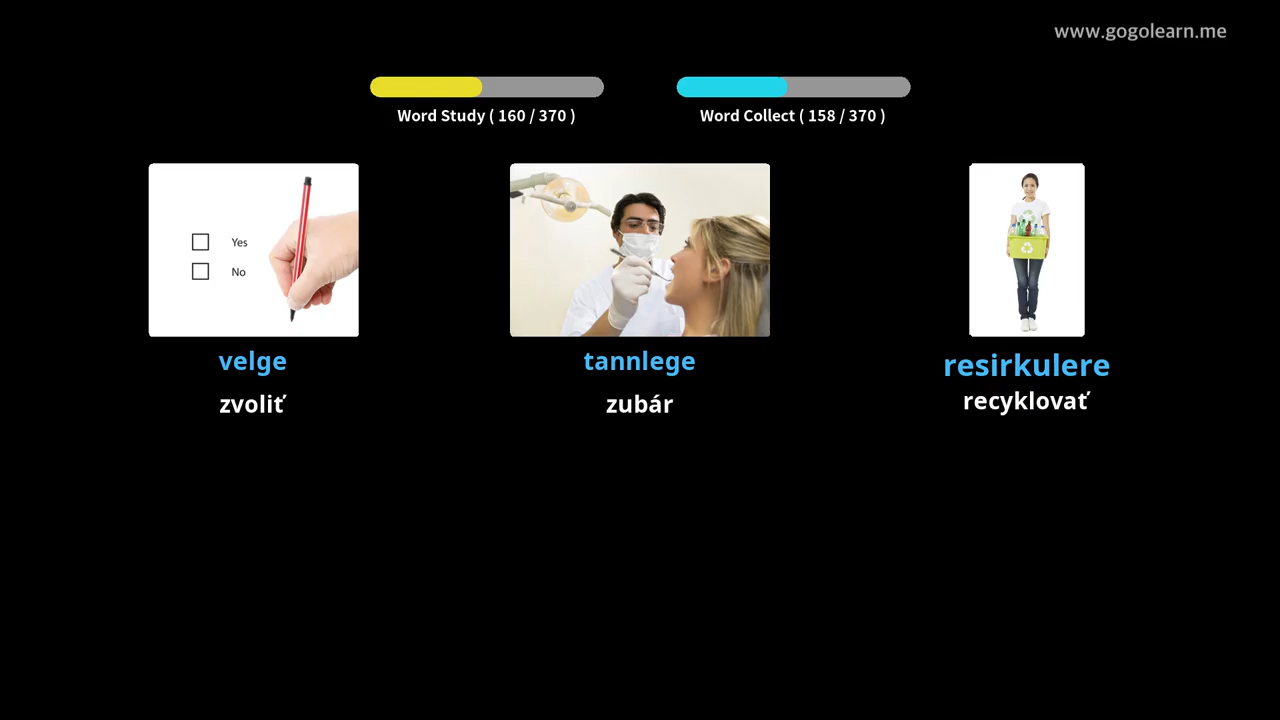 www.gogolearn.me
Word Study ( 160 / 370 )
Word Collect ( 158 / 370 )
Yes
No
velge
tannlege
resirkulere
zvoliť
zubár
recyklovať